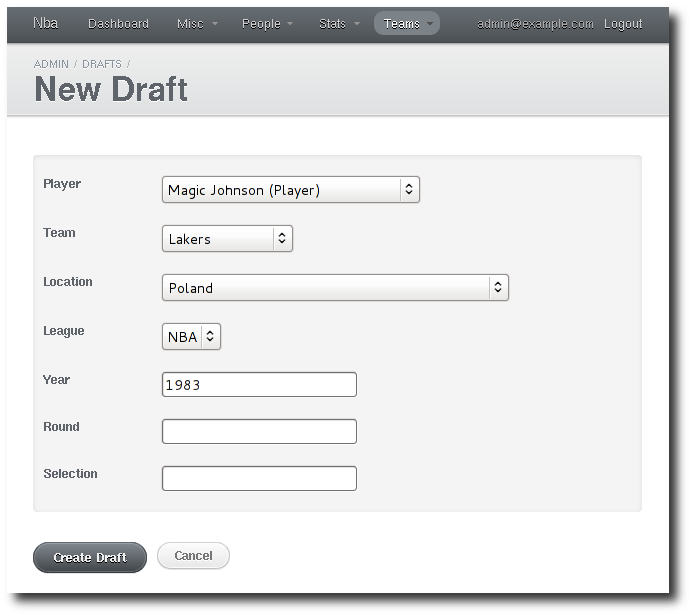 Nba Dashboard Misc People Stats Teams admin@example.com Logout
ADMIN / DRAFTS /
New Draft
Player Magic Johnson (Player)
Team Lakers
Location Poland
League NBA
Year 1983
Round
Selection
Create Draft Cancel